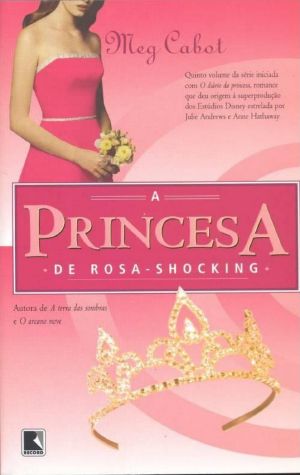 Meg Cabot
Quinto volume da série iniciada
com O diário da princesa, romance
que deu origem à superprodução
dos Estúdios Disney estrelada por
Julie Andrews e Anne Hathaway
A
PRINCESA
DE ROSA-SHOCKING
Autora de A terra das sombras
e O arcano nove
RECORD